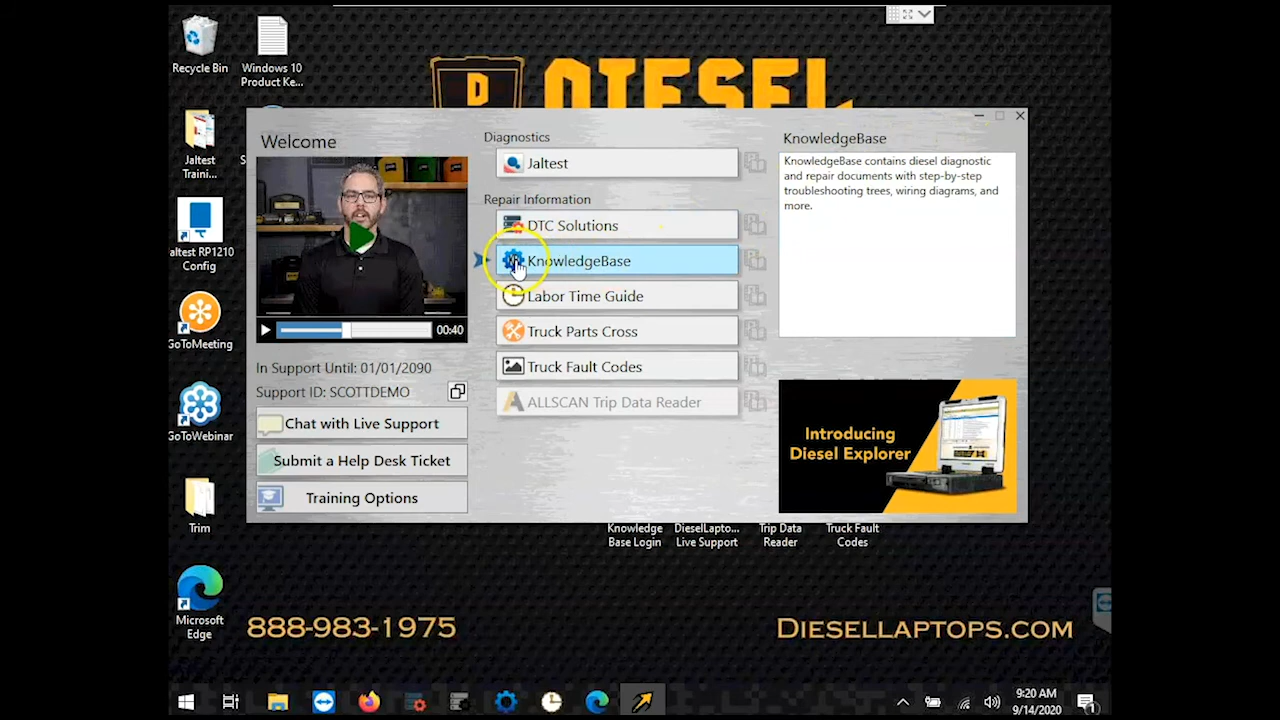 Recycle Bin
Windows 10
Product Ke...
D DIESEL
Jaltest
Traini...
S
altest RP1210
Config
GoToMeeting
GoToWebinar
Trim
Microsoft
Edge
Welcome
00:40
In Support Until: 01/01/2090
Support ID: SCOTTDEMO
Chat with Live Support
Submit a Help Desk Ticket
Training Options
Diagnostics
Jaltest
Repair Information
DTC Solutions
KnowledgeBase
Labor Time Guide
Truck Parts Cross
Truck Fault Codes
ALLSCAN Trip Data Reader
KnowledgeBase
KnowledgeBase contains diesel diagnostic
and repair documents with step-by-step
troubleshooting trees, wiring diagrams, and
more.
Introducing
Diesel Explorer
Knowledge
Base Login
DieselLapto...
Live Support
Trip Data
Reader
Truck Fault
Codes
888-983-1975
DIESELLAPTOPS.COM
9:20 AM
9/14/2020
1